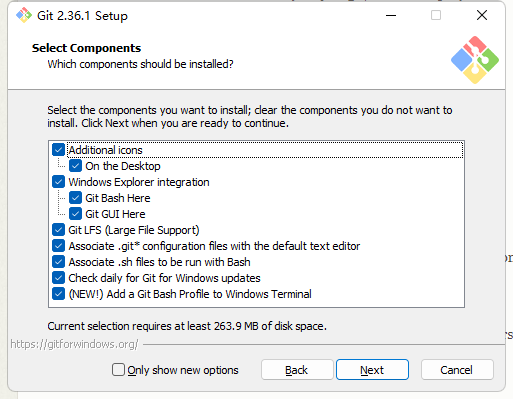 Git 2.36.1 Setup
Select Components
Which components should be installed?
Select the components you want to install; clear the components you do not want to
install. Click Next when you are ready to continue.
Additional icons
On the Desktop
Windows Explorer integration
Git Bash Here
Git GUI Here
Git LFS (Large File Support)
Associate .git* configuration files with the default text editor
Associate .sh files to be run with Bash
Check daily for Git for Windows updates
(NEW!) Add a Git Bash Profile to Windows Terminal
Current selection requires at least 263.9 MB of disk space.
https://gitforwindows.org/
Only show new options
Back
Next
Cancel